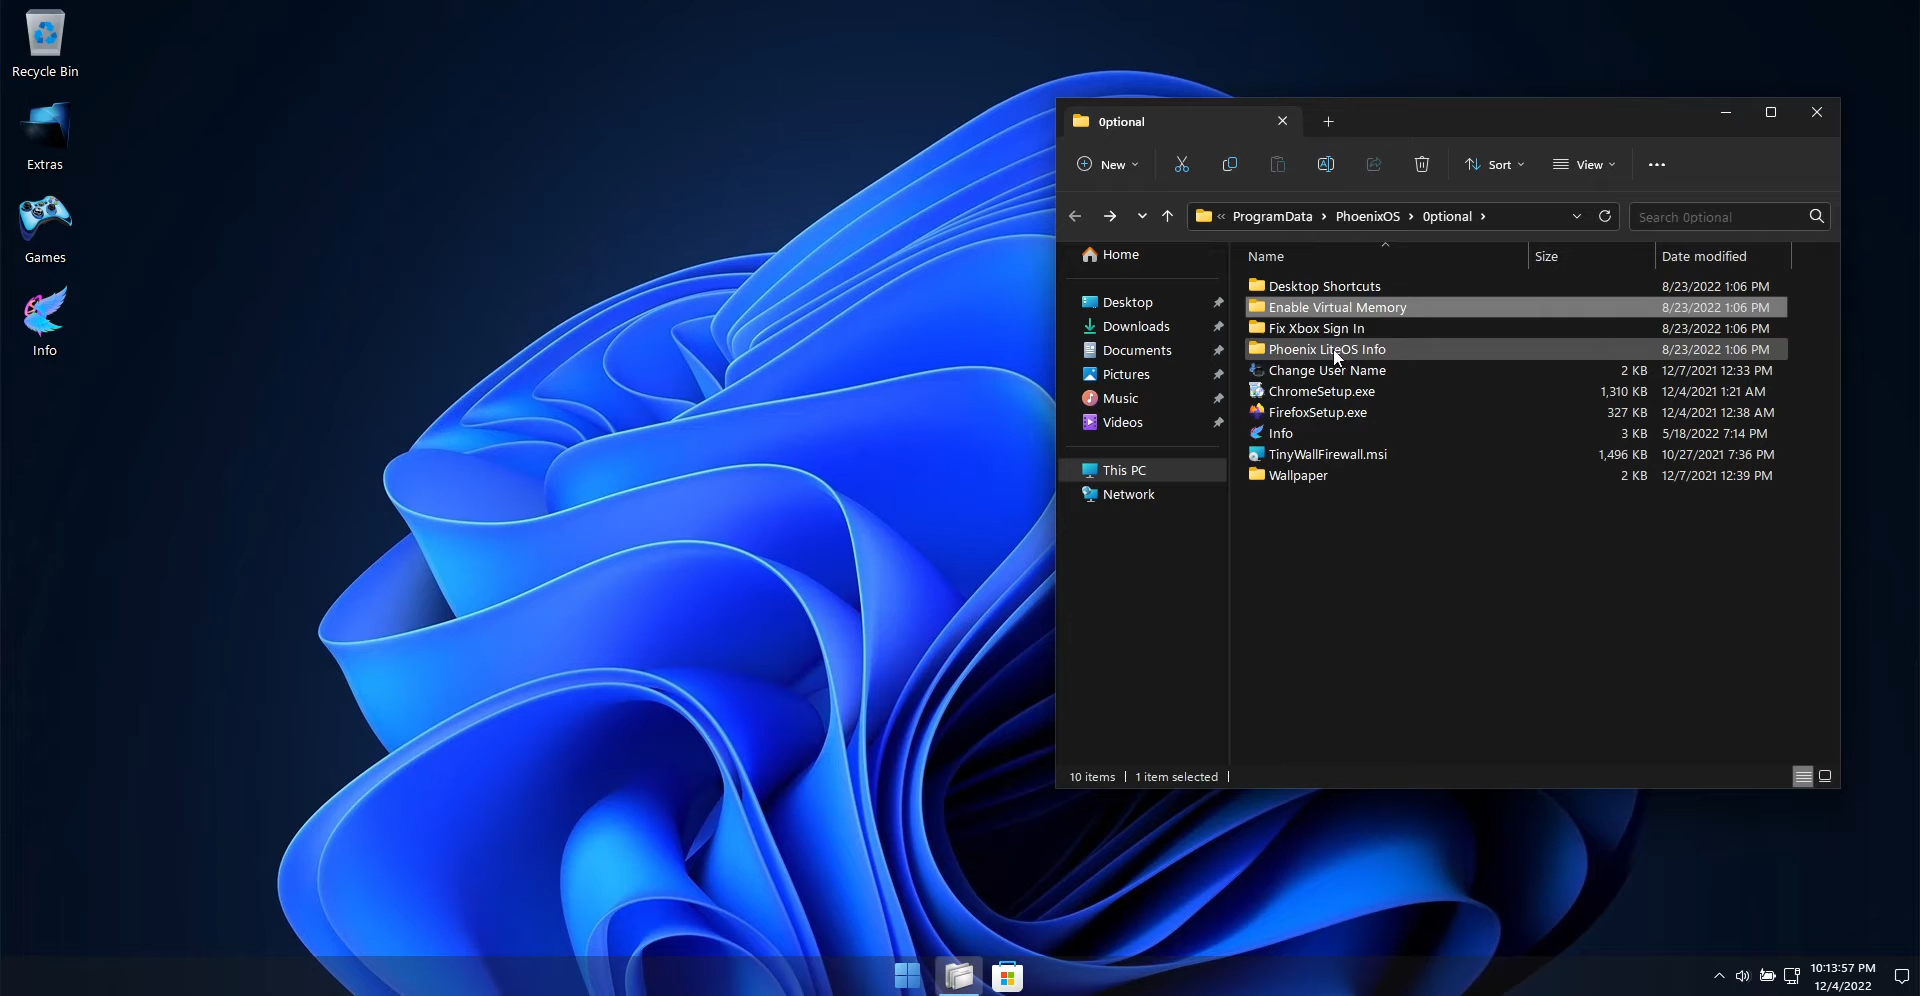 Recycle Bin
Extras
Games
Info
0ptional
New
Sort
View
« ProgramData › PhoenixOS › 0ptional ›
Search 0ptional
Home
Desktop
Downloads
Documents
Pictures
Music
Videos
This PC
Network
Name Size Date modified
Desktop Shortcuts 8/23/2022 1:06 PM
Enable Virtual Memory 8/23/2022 1:06 PM
Fix Xbox Sign In 8/23/2022 1:06 PM
Phoenix LiteOS Info 8/23/2022 1:06 PM
Change User Name 2 KB 12/7/2021 12:33 PM
ChromeSetup.exe 1,310 KB 12/4/2021 1:21 AM
FirefoxSetup.exe 327 KB 12/4/2021 12:38 AM
Info 3 KB 5/18/2022 7:14 PM
TinyWallFirewall.msi 1,496 KB 10/27/2021 7:36 PM
Wallpaper 2 KB 12/7/2021 12:39 PM
10 items | 1 item selected |
10:13:57 PM
12/4/2022